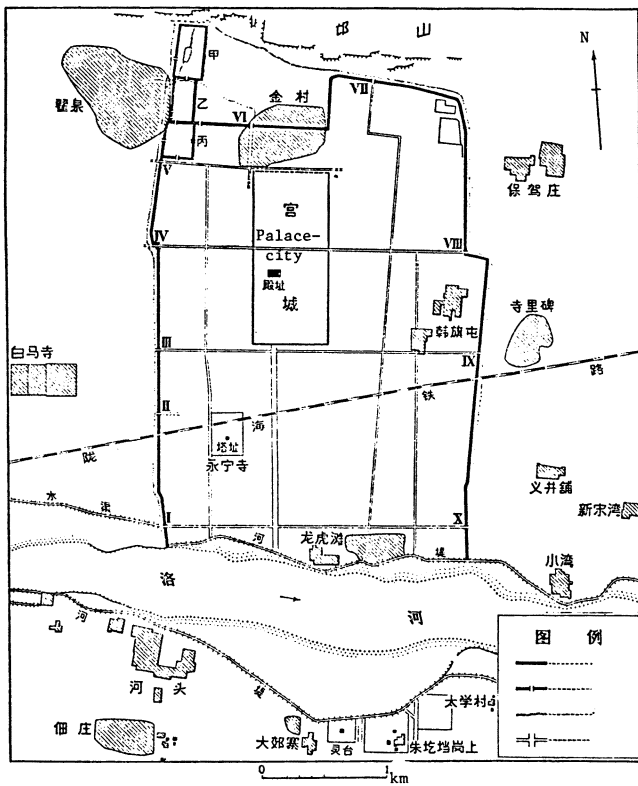 邙 山
N
甲
翟泉
乙
金 村
VII
VI
丙
V
保驾庄
宫
Palace-
city
IV
VIII
殿址
城
韩旗屯
寺里碑
III
IX
白马寺
路
铁
II
海
塔址
陇
永宁寺
义井铺
水
渠
新宋湾
I
X
河
龙虎滩
堤
小湾
洛
河
河
图 例
河 头
堤
太学村
佃 庄
大郊寨
灵台
朱圪垱岗上
0 1
km